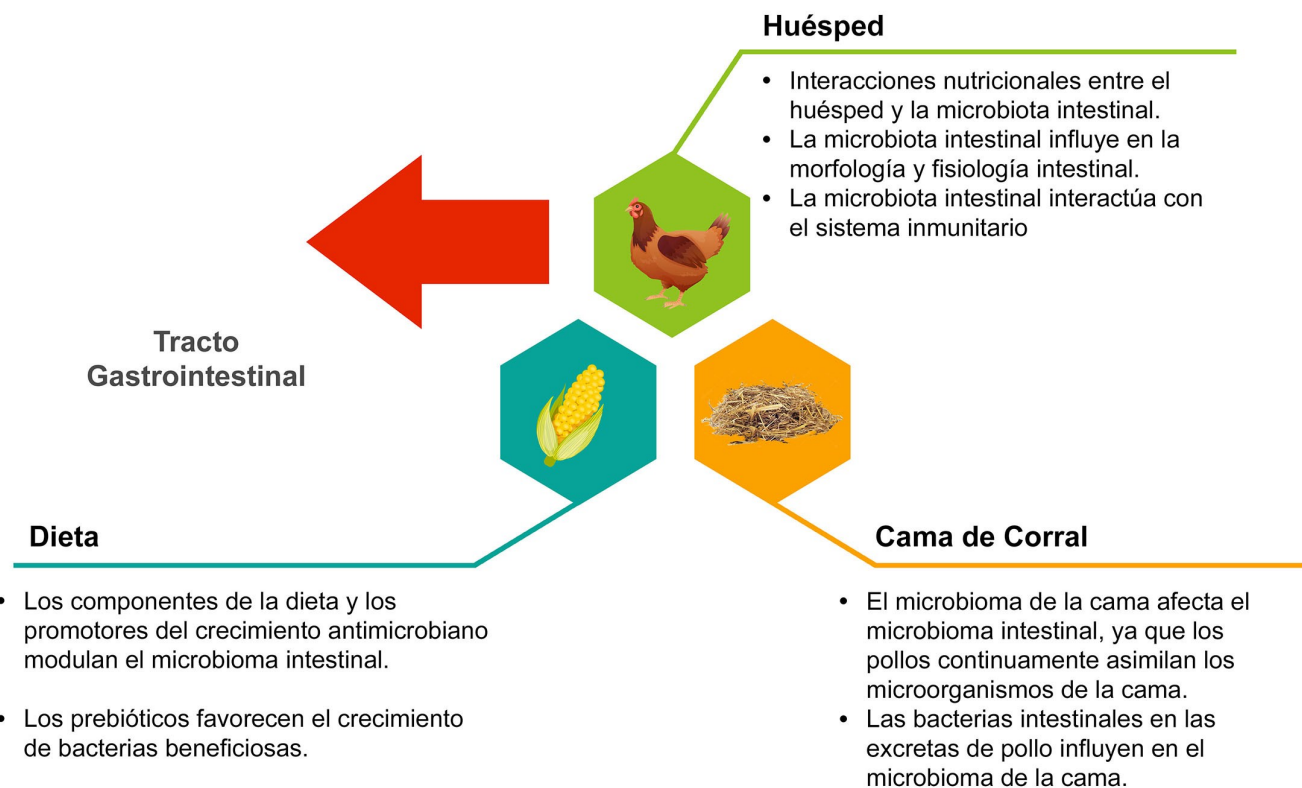 Huésped
• Interacciones nutricionales entre el
huésped y la microbiota intestinal.
• La microbiota intestinal influye en la
morfología y fisiología intestinal.
• La microbiota intestinal interactúa con
el sistema inmunitario
Tracto
Gastrointestinal
Dieta
• Los componentes de la dieta y los
promotores del crecimiento antimicrobiano
modulan el microbioma intestinal.
• Los prebióticos favorecen el crecimiento
de bacterias beneficiosas.
Cama de Corral
• El microbioma de la cama afecta el
microbioma intestinal, ya que los
pollos continuamente asimilan los
microorganismos de la cama.
• Las bacterias intestinales en las
excretas de pollo influyen en el
microbioma de la cama.